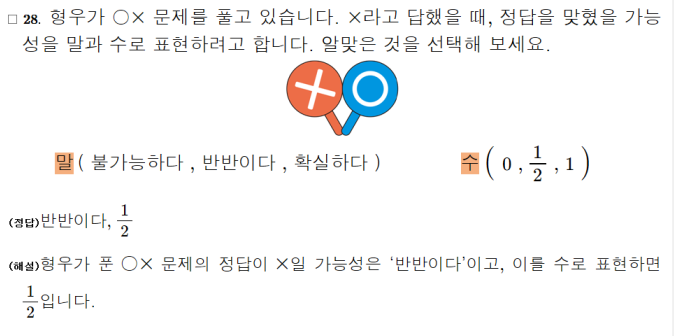 □ 28. 형우가 ○× 문제를 풀고 있습니다. ×라고 답했을 때, 정답을 맞혔을 가능
성을 말과 수로 표현하려고 합니다. 알맞은 것을 선택해 보세요.
말 ( 불가능하다 , 반반이다 , 확실하다 ) 수 ( 0 , 1/2 , 1 )
(정답)반반이다, 1/2
(해설)형우가 푼 ○× 문제의 정답이 ×일 가능성은 ‘반반이다’이고, 이를 수로 표현하면
1/2입니다.